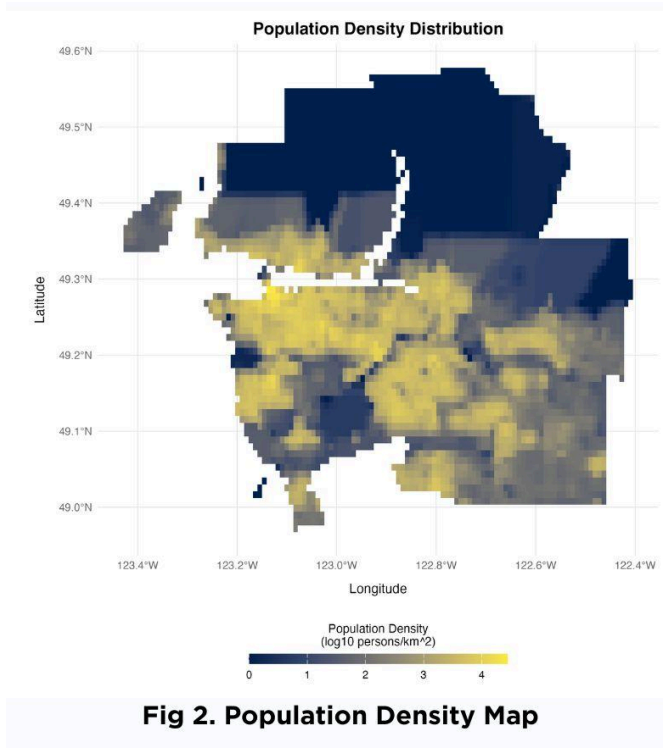 Population Density Distribution
49.6°N
49.5°N
49.4°N
49.3°N
49.2°N
49.1°N
49.0°N
Latitude
123.4°W 123.2°W 123.0°W 122.8°W 122.6°W 122.4°W
Longitude
Population Density
(log10 persons/km^2)
0 1 2 3 4
Fig 2. Population Density Map